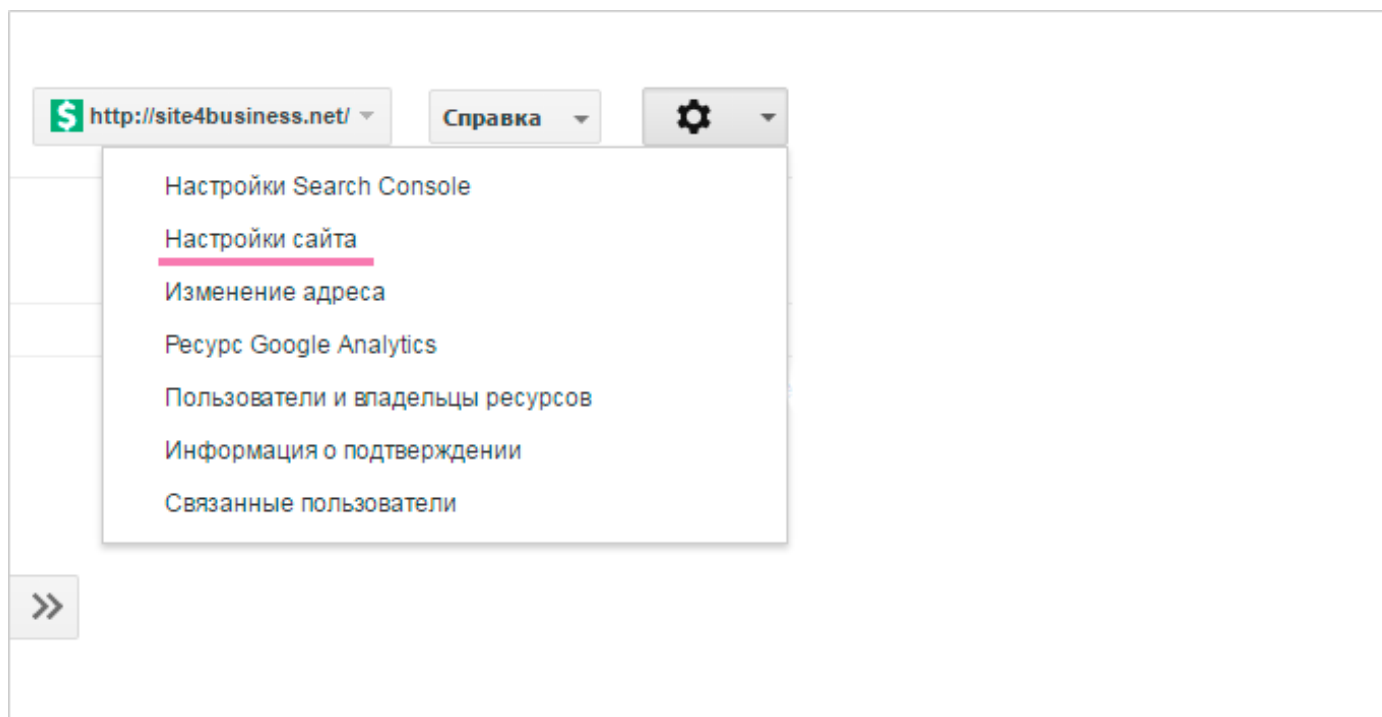 http://site4business.net/ Справка
Настройки Search Console
Настройки сайта
Изменение адреса
Ресурс Google Analytics
Пользователи и владельцы ресурсов
Информация о подтверждении
Связанные пользователи